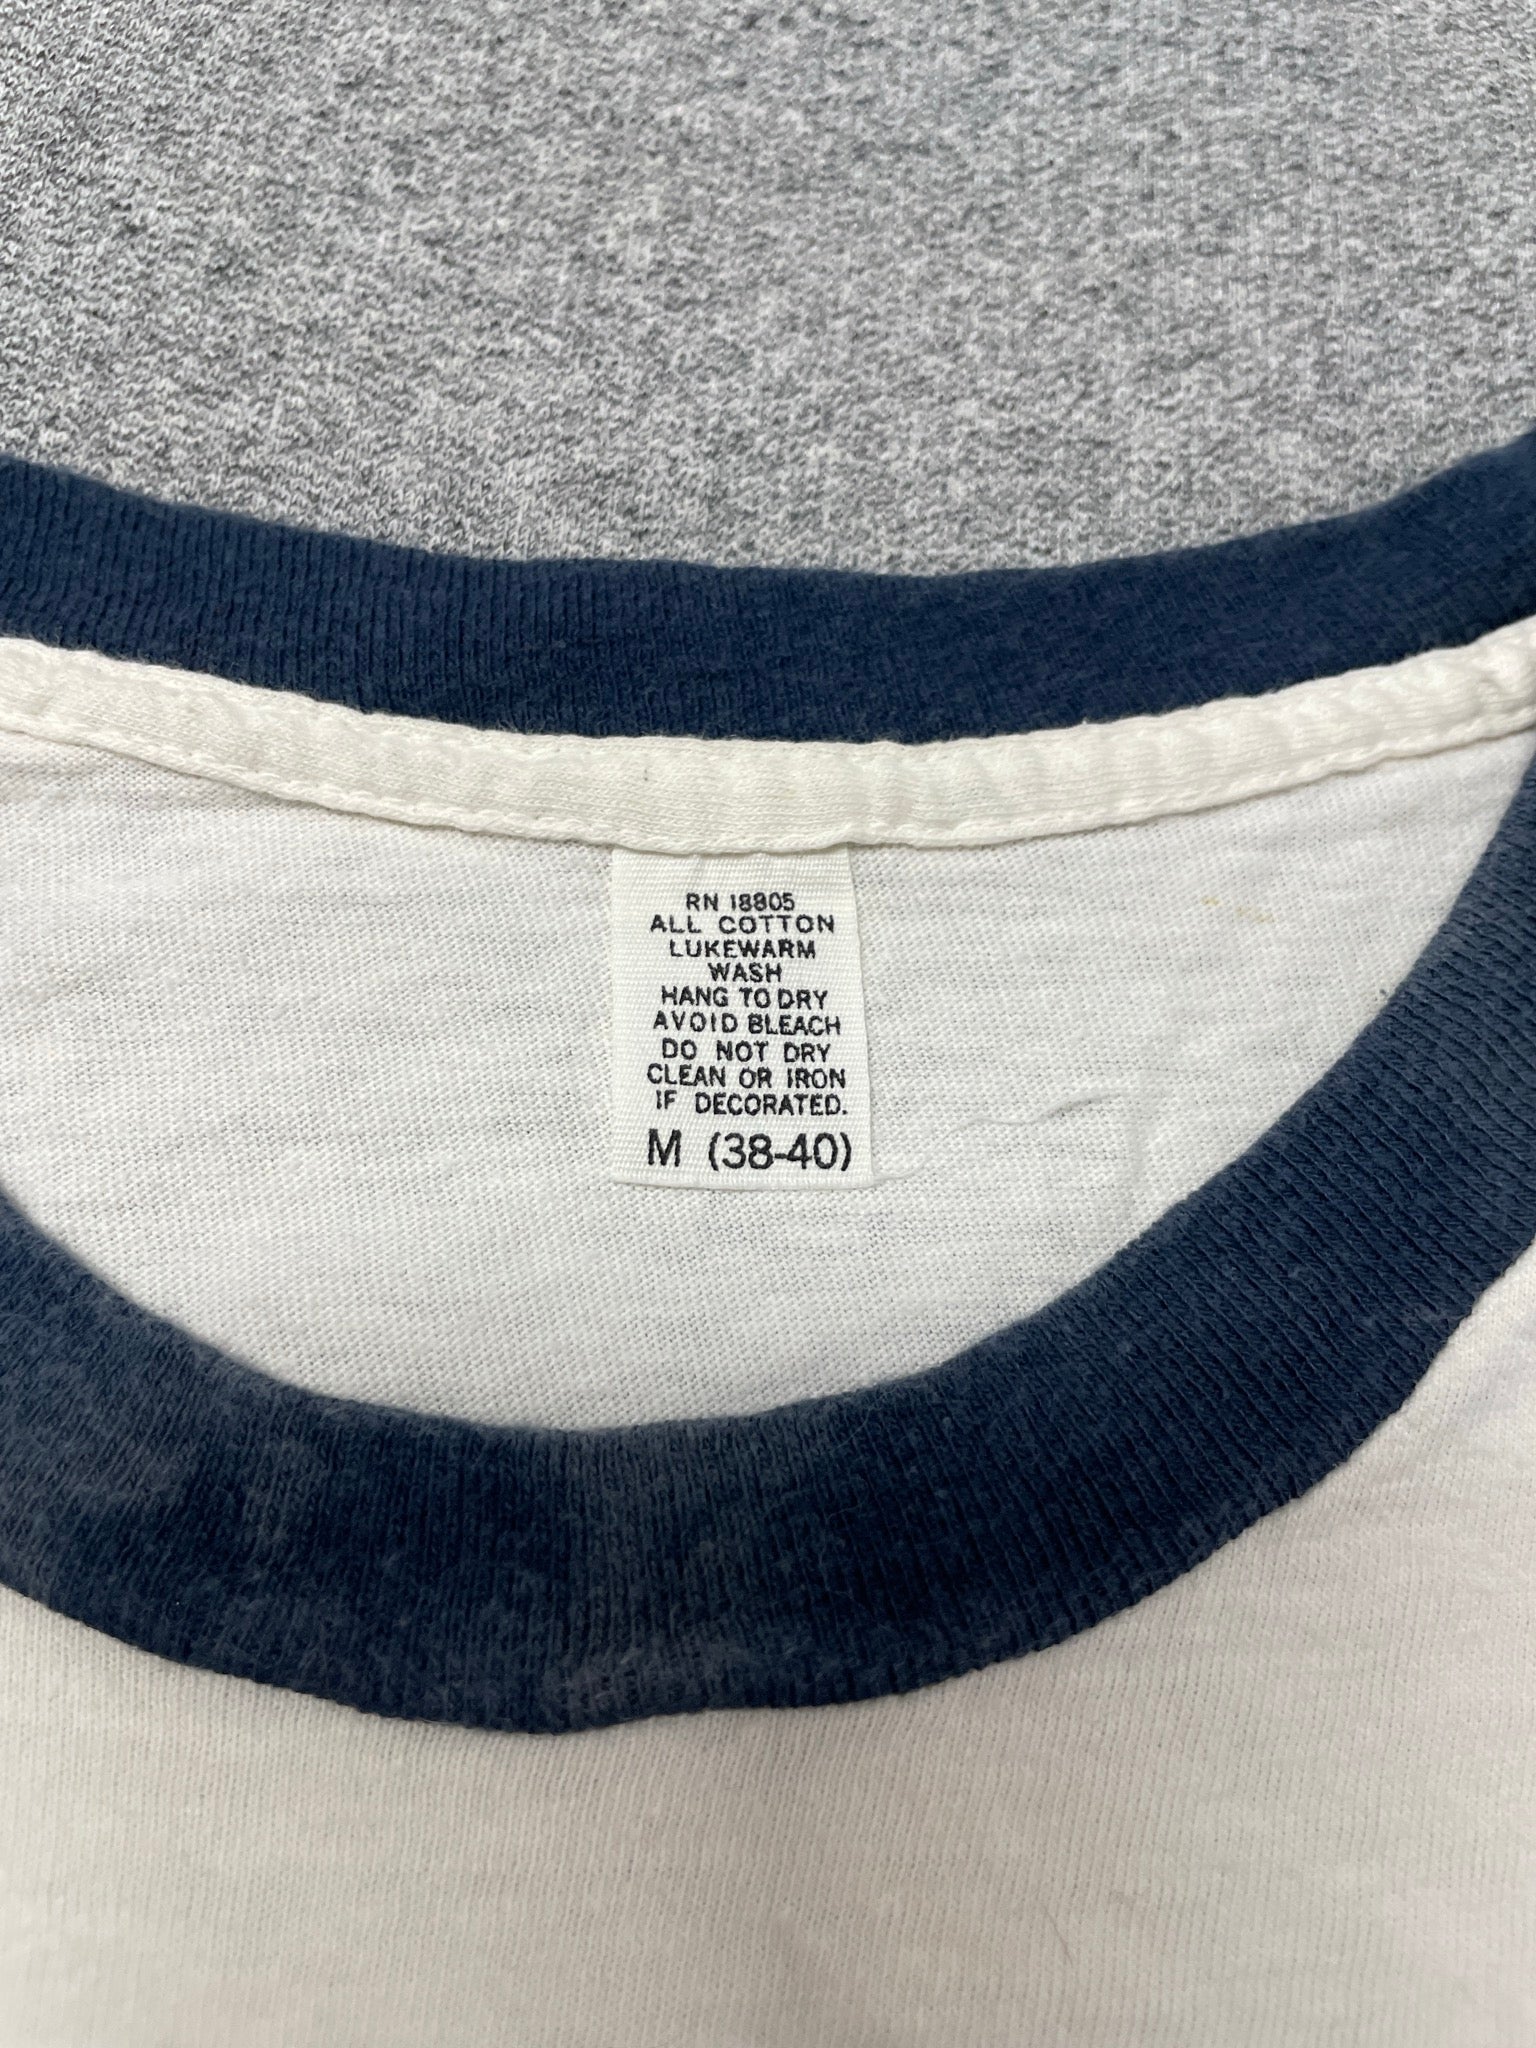 RN 18805
ALL COTTON
LUKEWARM
WASH
HANG TO DRY
AVOID BLEACH
DO NOT DRY
CLEAN OR IRON
IF DECORATED.
M (38-40)